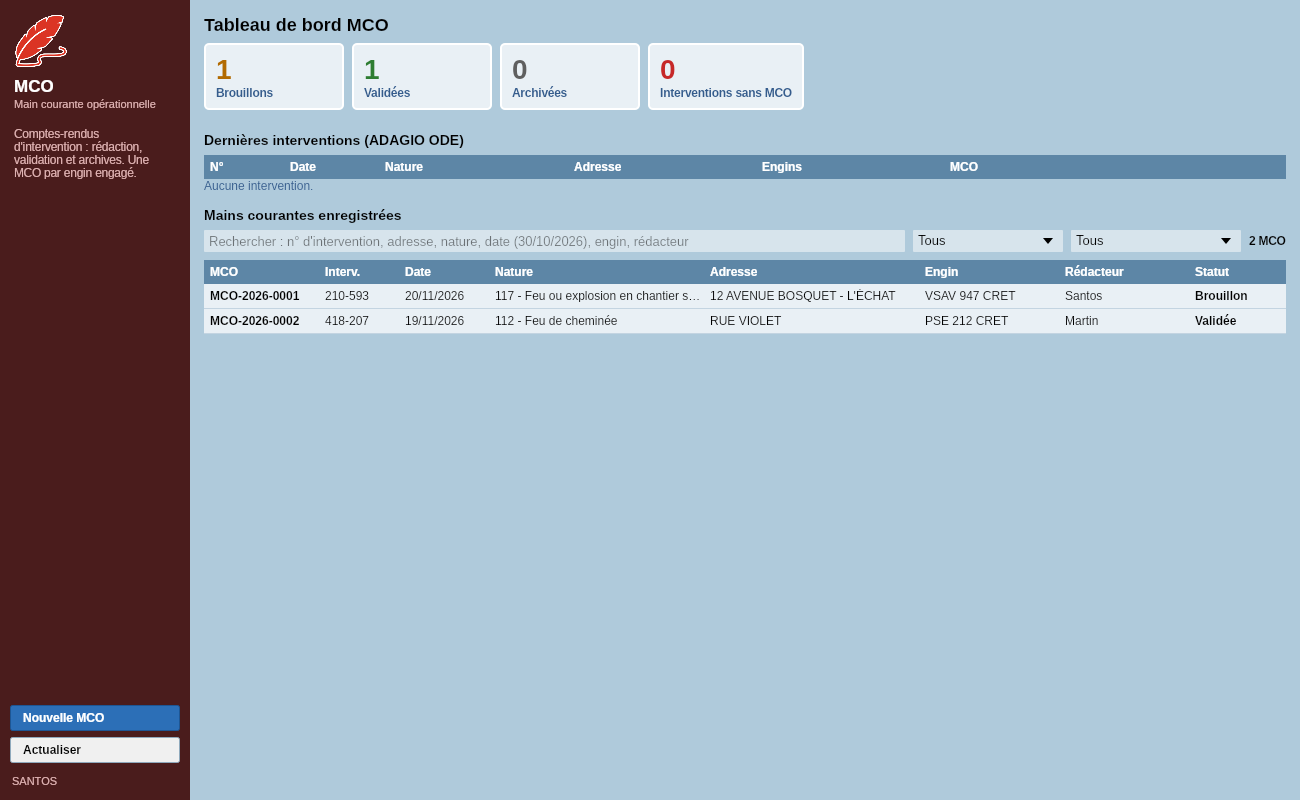 MCO
Main courante opérationnelle
Comptes-rendus
d'intervention : rédaction,
validation et archives. Une
MCO par engin engagé.
Nouvelle MCO
Actualiser
SANTOS
Tableau de bord MCO
1
Brouillons
1
Validées
0
Archivées
0
Interventions sans MCO
Dernières interventions (ADAGIO ODE)
N° Date Nature Adresse Engins MCO
Aucune intervention.
Mains courantes enregistrées
Rechercher : n° d'intervention, adresse, nature, date (30/10/2026), engin, rédacteur Tous Tous 2 MCO
MCO Interv. Date Nature Adresse Engin Rédacteur Statut
MCO-2026-0001 210-593 20/11/2026 117 - Feu ou explosion en chantier s… 12 AVENUE BOSQUET - L'ÉCHAT VSAV 947 CRET Santos Brouillon
MCO-2026-0002 418-207 19/11/2026 112 - Feu de cheminée RUE VIOLET PSE 212 CRET Martin Validée